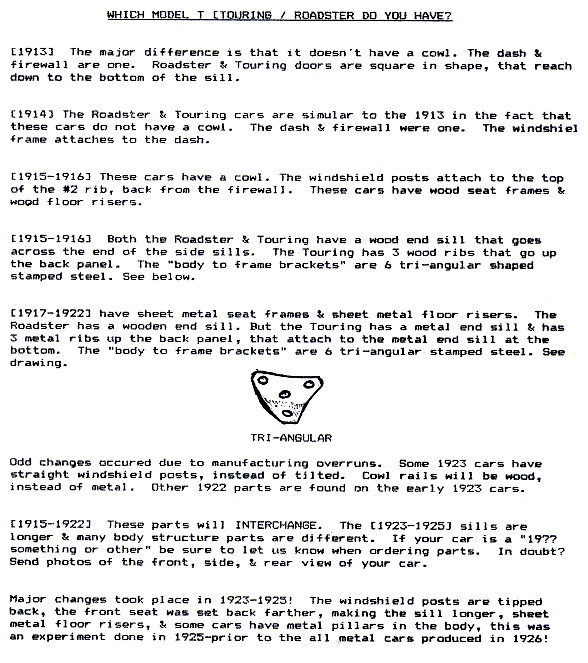 WHICH MODEL T [TOURING / ROADSTER DO YOU HAVE?
[1913]  The major difference is that it doesn't have a cowl. The dash &
firewall are one.  Roadster & Touring doors are square in shape, that reach
down to the bottom of the sill.
[1914] The Roadster & Touring cars are simular to the 1913 in the fact that
these cars do not have a cowl.  The dash & firewall were one.  The windshiel
frame attaches to the dash.
[1915-1916] These cars have a cowl. The windshield posts attach to the top
of the #2 rib, back from the firewall.  These cars have wood seat frames &
wood floor risers.
[1915-1916]  Both the Roadster & Touring have a wood end sill that goes
across the end of the side sills.  The Touring has 3 wood ribs that go up
the back panel.  The "body to frame brackets" are 6 tri-angular shaped
stamped steel. See below.
[1917-1922] have sheet metal seat frames & sheet metal floor risers.  The
Roadster has a wooden end sill. But the Touring has a metal end sill & has
3 metal ribs up the back panel, that attach to the metal end sill at the
bottom.  The "body to frame brackets" are 6 tri-angular stamped steel. See
drawing.
TRI-ANGULAR
Odd changes occured due to manufacturing overruns.  Some 1923 cars have
straight windshield posts, instead of tilted.  Cowl rails will be wood,
instead of metal.  Other 1922 parts are found on the early 1923 cars.
[1915-1922]  These parts will INTERCHANGE.  The [1923-1925] sills are
longer & many body structure parts are different.  If your car is a "19??
something or other" be sure to let us know when ordering parts.  In doubt?
Send photos of the front, side, & rear view of your car.
Major changes took place in 1923-1925!  The windshield posts are tipped
back, the front seat was set back farther, making the sill longer, sheet
metal floor risers, & some cars have metal pillars in the body, this was
an experiment done in 1925-prior to the all metal cars produced in 1926!